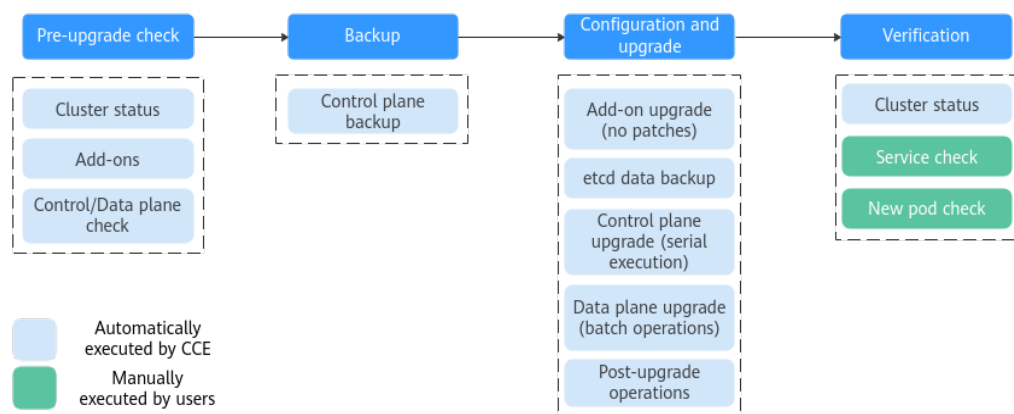 Pre-upgrade check
Backup
Configuration and
upgrade
Verification
Cluster status
Add-ons
Control/Data plane
check
Control plane
backup
Add-on upgrade
(no patches)
etcd data backup
Control plane
upgrade (serial
execution)
Data plane upgrade
(batch operations)
Post-upgrade
operations
Cluster status
Service check
New pod check
Automatically
executed by CCE
Manually
executed by users